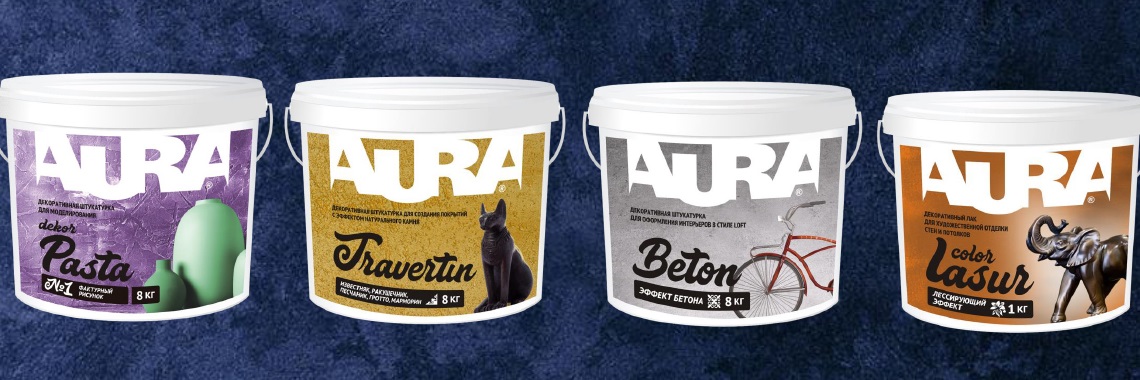 AURA
ДЕКОРАТИВНАЯ ШТУКАТУРКА
ДЛЯ МОДЕЛИРОВАНИЯ
dekor
Pasta
№1 ФАКТУРНЫЙ
РИСУНОК
8 КГ
AURA®
ДЕКОРАТИВНАЯ ШТУКАТУРКА ДЛЯ СОЗДАНИЯ ПОКРЫТИЙ
С ЭФФЕКТОМ НАТУРАЛЬНОГО КАМНЯ
Travertin
ИЗВЕСТНЯК, РАКУШЕЧНИК,
ПЕСЧАНИК, ГРОТТО, МАРМОРИН
8 КГ
AURA®
ДЕКОРАТИВНАЯ ШТУКАТУРКА
ДЛЯ ОФОРМЛЕНИЯ ИНТЕРЬЕРОВ В СТИЛЕ LOFT
Beton
ЭФФЕКТ БЕТОНА 8 КГ
AURA®
ДЕКОРАТИВНЫЙ ЛАК
ДЛЯ ХУДОЖЕСТВЕННОЙ ОТДЕЛКИ
СТЕН И ПОТОЛКОВ
color
Lasur
ЛЕССИРУЮЩИЙ
ЭФФЕКТ
1 КГ